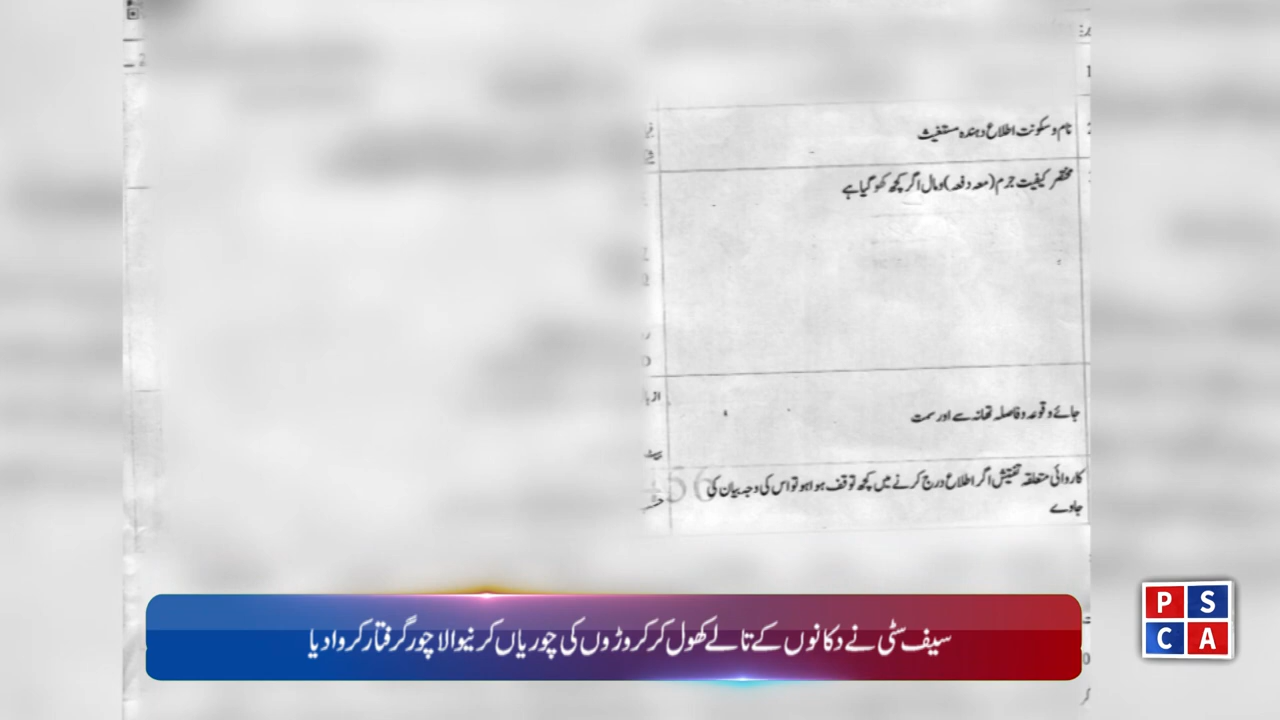 نام و سکونت اطلاع دہندہ مستغیث
مختصر کیفیت جرم (معہ دفعہ) و مال اگر کچھ کھو گیا ہے
جائے وقوعہ و فاصلہ تھانہ سے اور سمت
کاروائی متعلقہ تفتیش اگر اطلاع درج کرنے میں کچھ توقف ہوا ہو تو اس کی وجہ بیان کی
جاوے
سیف سٹی نے دکانوں کے تالے کھول کر کروڑوں کی چوریاں کرنیوالا چور گرفتار کروا دیا
P S
C A